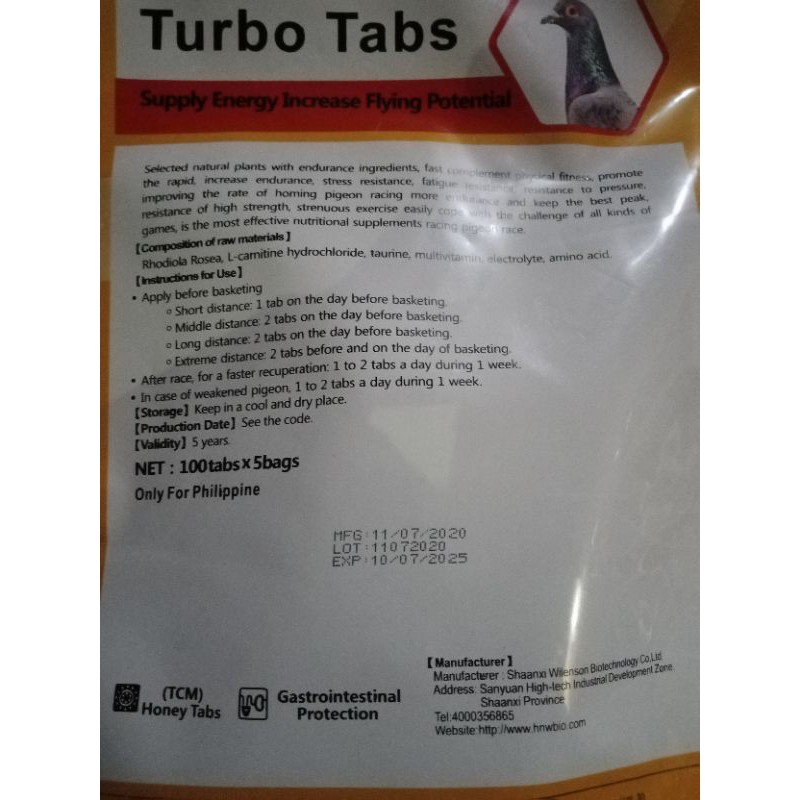 Turbo Tabs
Supply Energy Increase Flying Potential
Selected natural plants with endurance ingredients, fast complement physical fitness, promote
the rapid, increase endurance, stress resistance, fatigue resistance, resistance to pressure,
improving the rate of homing pigeon racing more endurance and keep the best peak,
resistance of high strength, strenuous exercise easily cope with the challenge of all kinds of
games, is the most effective nutritional supplements racing pigeon race.
【Composition of raw materials】
Rhodiola Rosea, L-carnitine hydrochloride, taurine, multivitamin, electrolyte, amino acid.
【Instructions for Use】
• Apply before basketing
o Short distance: 1 tab on the day before basketing.
o Middle distance: 2 tabs on the day before basketing.
o Long distance: 2 tabs on the day before basketing.
o Extreme distance: 2 tabs before and on the day of basketing.
• After race, for a faster recuperation: 1 to 2 tabs a day during 1 week.
• In case of weakened pigeon, 1 to 2 tabs a day during 1 week.
【Storage】Keep in a cool and dry place.
【Production Date】See the code.
【Validity】5 years.
NET : 100tabs x 5bags
Only For Philippine
MFG:11/07/2020
LOT:11072020
EXP:10/07/2025
(TCM)
Honey Tabs
Gastrointestinal
Protection
【Manufacturer】
Manufacturer : Shaanxi Wilenson Biotechnology Co,Ltd
Address: Sanyuan High-tech Industrial Development Zone
Shaanxi Province
Tel:4000356865
Website:http://www.hnwbio.com